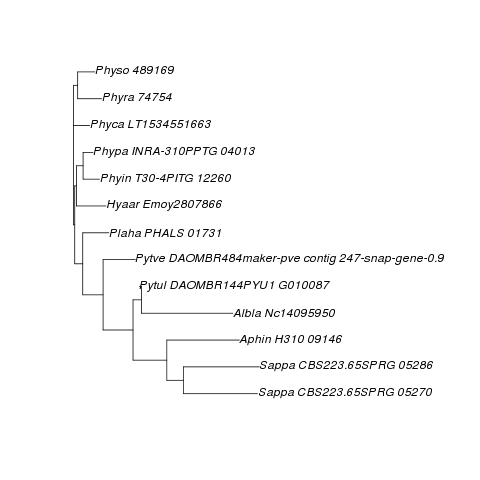 Physo 489169
Phyra 74754
Phyca LT1534551663
Phypa INRA-310PPTG 04013
Phyin T30-4PITG 12260
Hyaar Emoy2807866
Plaha PHALS 01731
Pytve DAOMBR484maker-pve contig 247-snap-gene-0.9
Pytul DAOMBR144PYU1 G010087
Albla Nc14095950
Aphin H310 09146
Sappa CBS223.65SPRG 05286
Sappa CBS223.65SPRG 05270